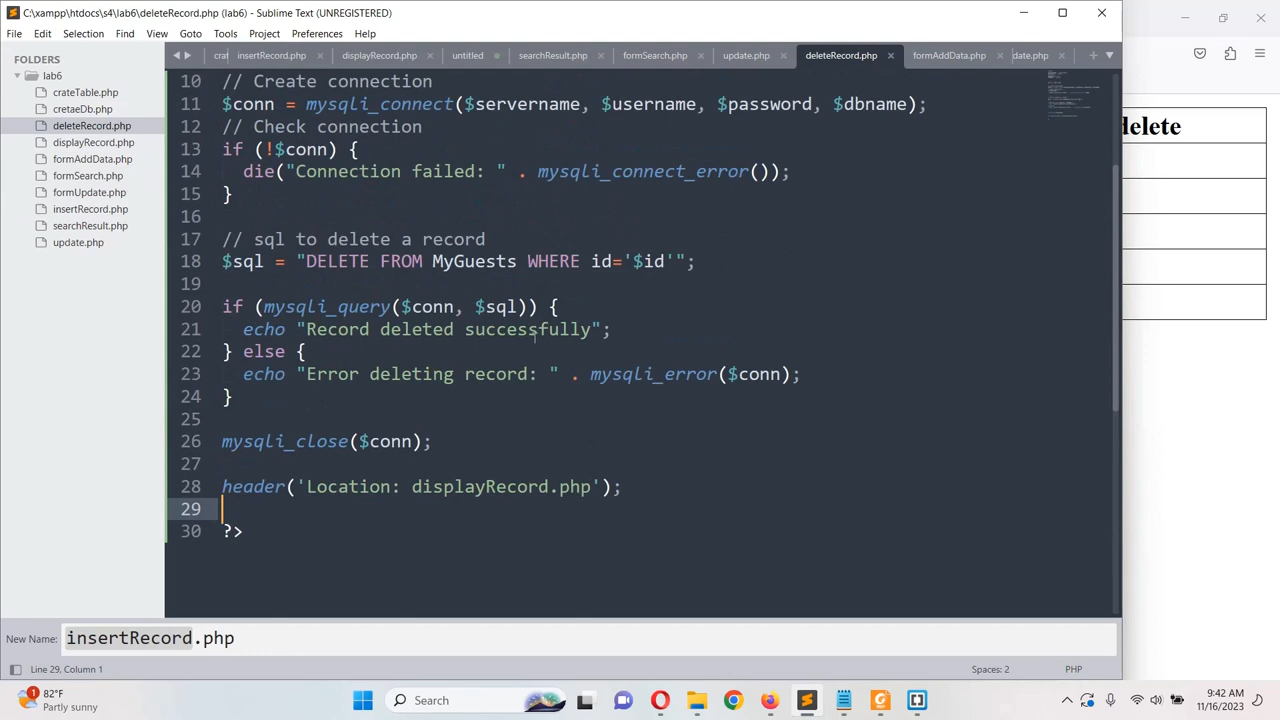 C:\xampp\htdocs\s4\lab6\deleteRecord.php (lab6) - Sublime Text (UNREGISTERED)
File Edit Selection Find View Goto Tools Project Preferences Help
FOLDERS
lab6
crateTable.php
cretaeDb.php
deleteRecord.php
displayRecord.php
formAddData.php
formSearch.php
formUpdate.php
insertRecord.php
searchResult.php
update.php
crat insertRecord.php displayRecord.php untitled searchResult.php formSearch.php update.php deleteRecord.php formAddData.php date.php
10 // Create connection
11 $conn = mysqli_connect($servername, $username, $password, $dbname);
12 // Check connection
13 if (!$conn) {
14 die("Connection failed: " . mysqli_connect_error());
15 }
16
17 // sql to delete a record
18 $sql = "DELETE FROM MyGuests WHERE id='$id'";
19
20 if (mysqli_query($conn, $sql)) {
21 echo "Record deleted successfully";
22 } else {
23 echo "Error deleting record: " . mysqli_error($conn);
24 }
25
26 mysqli_close($conn);
27
28 header('Location: displayRecord.php');
29
30 ?>
delete
New Name: insertRecord.php
Line 29, Column 1 Spaces: 2 PHP
1
82°F
Partly sunny
Search
9:42 AM
11/16/2023